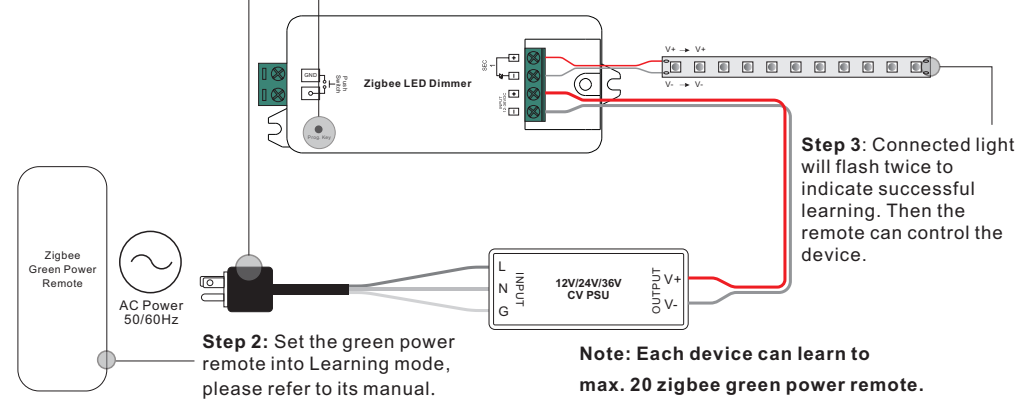 V+ → V+
V- → V-
SEC
1
+
−
+
−
INPUT
GND
Push
Switch
Zigbee LED Dimmer
Prog. Key
Step 3: Connected light
will flash twice to
indicate successful
learning. Then the
remote can control the
device.
Zigbee
Green Power
Remote
AC Power
50/60Hz
L
N
G
INPUT
12V/24V/36V
CV PSU
OUTPUT
V+
V-
Step 2: Set the green power
remote into Learning mode,
please refer to its manual.
Note: Each device can learn to
max. 20 zigbee green power remote.